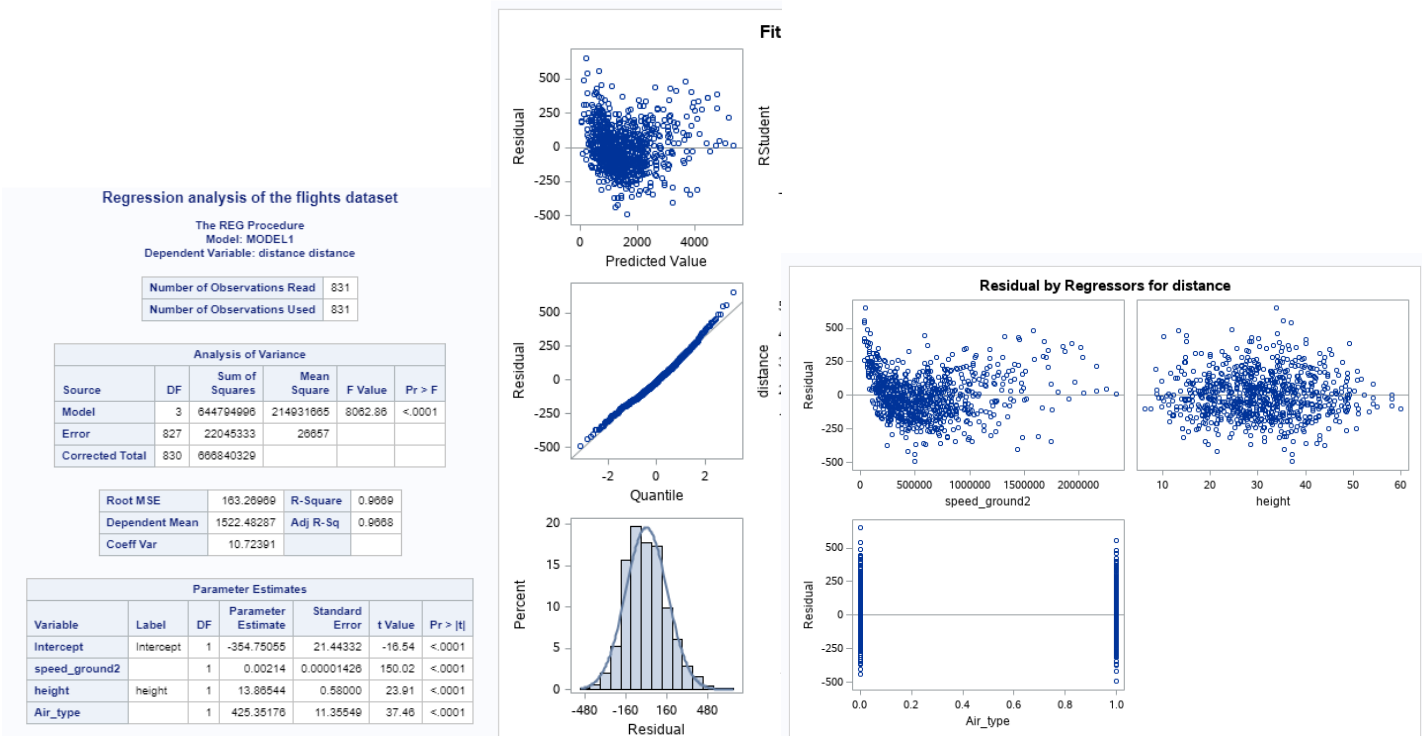 Regression analysis of the flights dataset
The REG Procedure
Model: MODEL1
Dependent Variable: distance distance
Number of Observations Read 831
Number of Observations Used 831
Analysis of Variance
Source DF Sum of Squares Mean Square F Value Pr > F
Model 3 644794996 214931665 8062.86 <.0001
Error 827 22045333 26657
Corrected Total 830 666840329
Root MSE 163.26969 R-Square 0.9669
Dependent Mean 1522.48287 Adj R-Sq 0.9668
Coeff Var 10.72391
Parameter Estimates
Variable Label DF Parameter Estimate Standard Error t Value Pr > |t|
Intercept Intercept 1 -354.75055 21.44332 -16.54 <.0001
speed_ground2 1 0.00214 0.00001426 150.02 <.0001
height height 1 13.86544 0.58000 23.91 <.0001
Air_type 1 425.35176 11.35549 37.46 <.0001
Fit
Residual
500
250
0
-250
-500
0 2000 4000
Predicted Value
RStudent
Residual
500
250
0
-250
-500
-2 0 2
Quantile
distance
Percent
20
15
10
5
0
-480 -160 160 480
Residual
Residual by Regressors for distance
Residual
500
250
0
-250
-500
0 500000 1000000 1500000 2000000
speed_ground2
10 20 30 40 50 60
height
Residual
500
250
0
-250
-500
0.0 0.2 0.4 0.6 0.8 1.0
Air_type